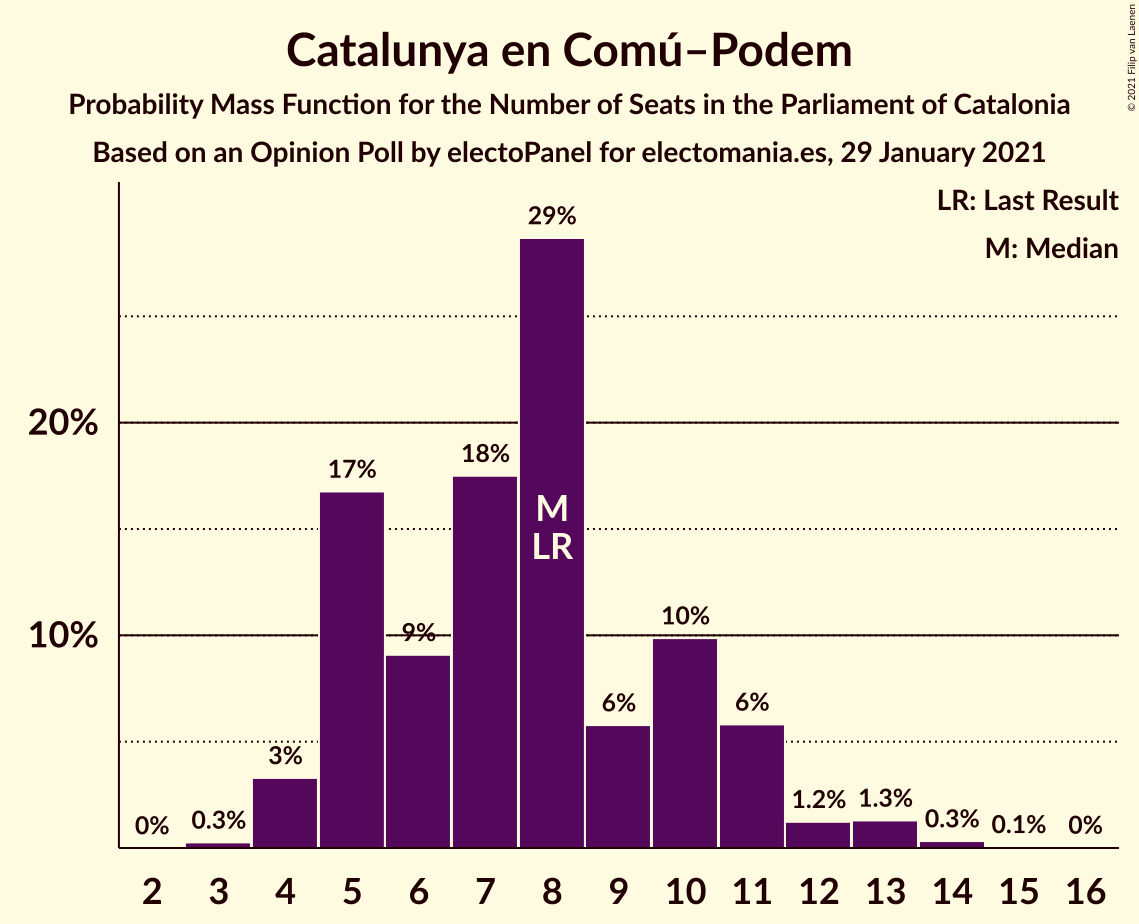 Catalunya en Comú–Podem
Probability Mass Function for the Number of Seats in the Parliament of Catalonia
Based on an Opinion Poll by electoPanel for electomania.es, 29 January 2021
© 2021 Filip van Laenen
LR: Last Result
M: Median
20%
10%
0%
0.3%
3%
17%
9%
18%
29%
6%
10%
6%
1.2%
1.3%
0.3%
0.1%
0%
M
LR
2 3 4 5 6 7 8 9 10 11 12 13 14 15 16